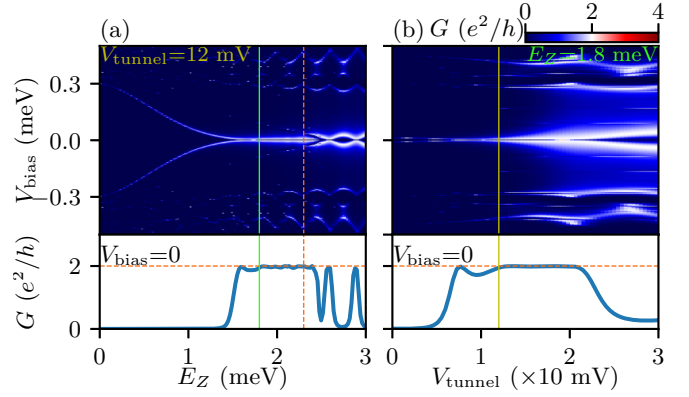 (a)
(b) G (e²/h)
0 2 4
V_tunnel=12 mV
E_Z=1.8 meV
0.3
0.0
−0.3
V_bias (meV)
V_bias=0
V_bias=0
2
0
G (e²/h)
0 1 2 3
0 1 2 3
E_Z (meV)
V_tunnel (×10 mV)